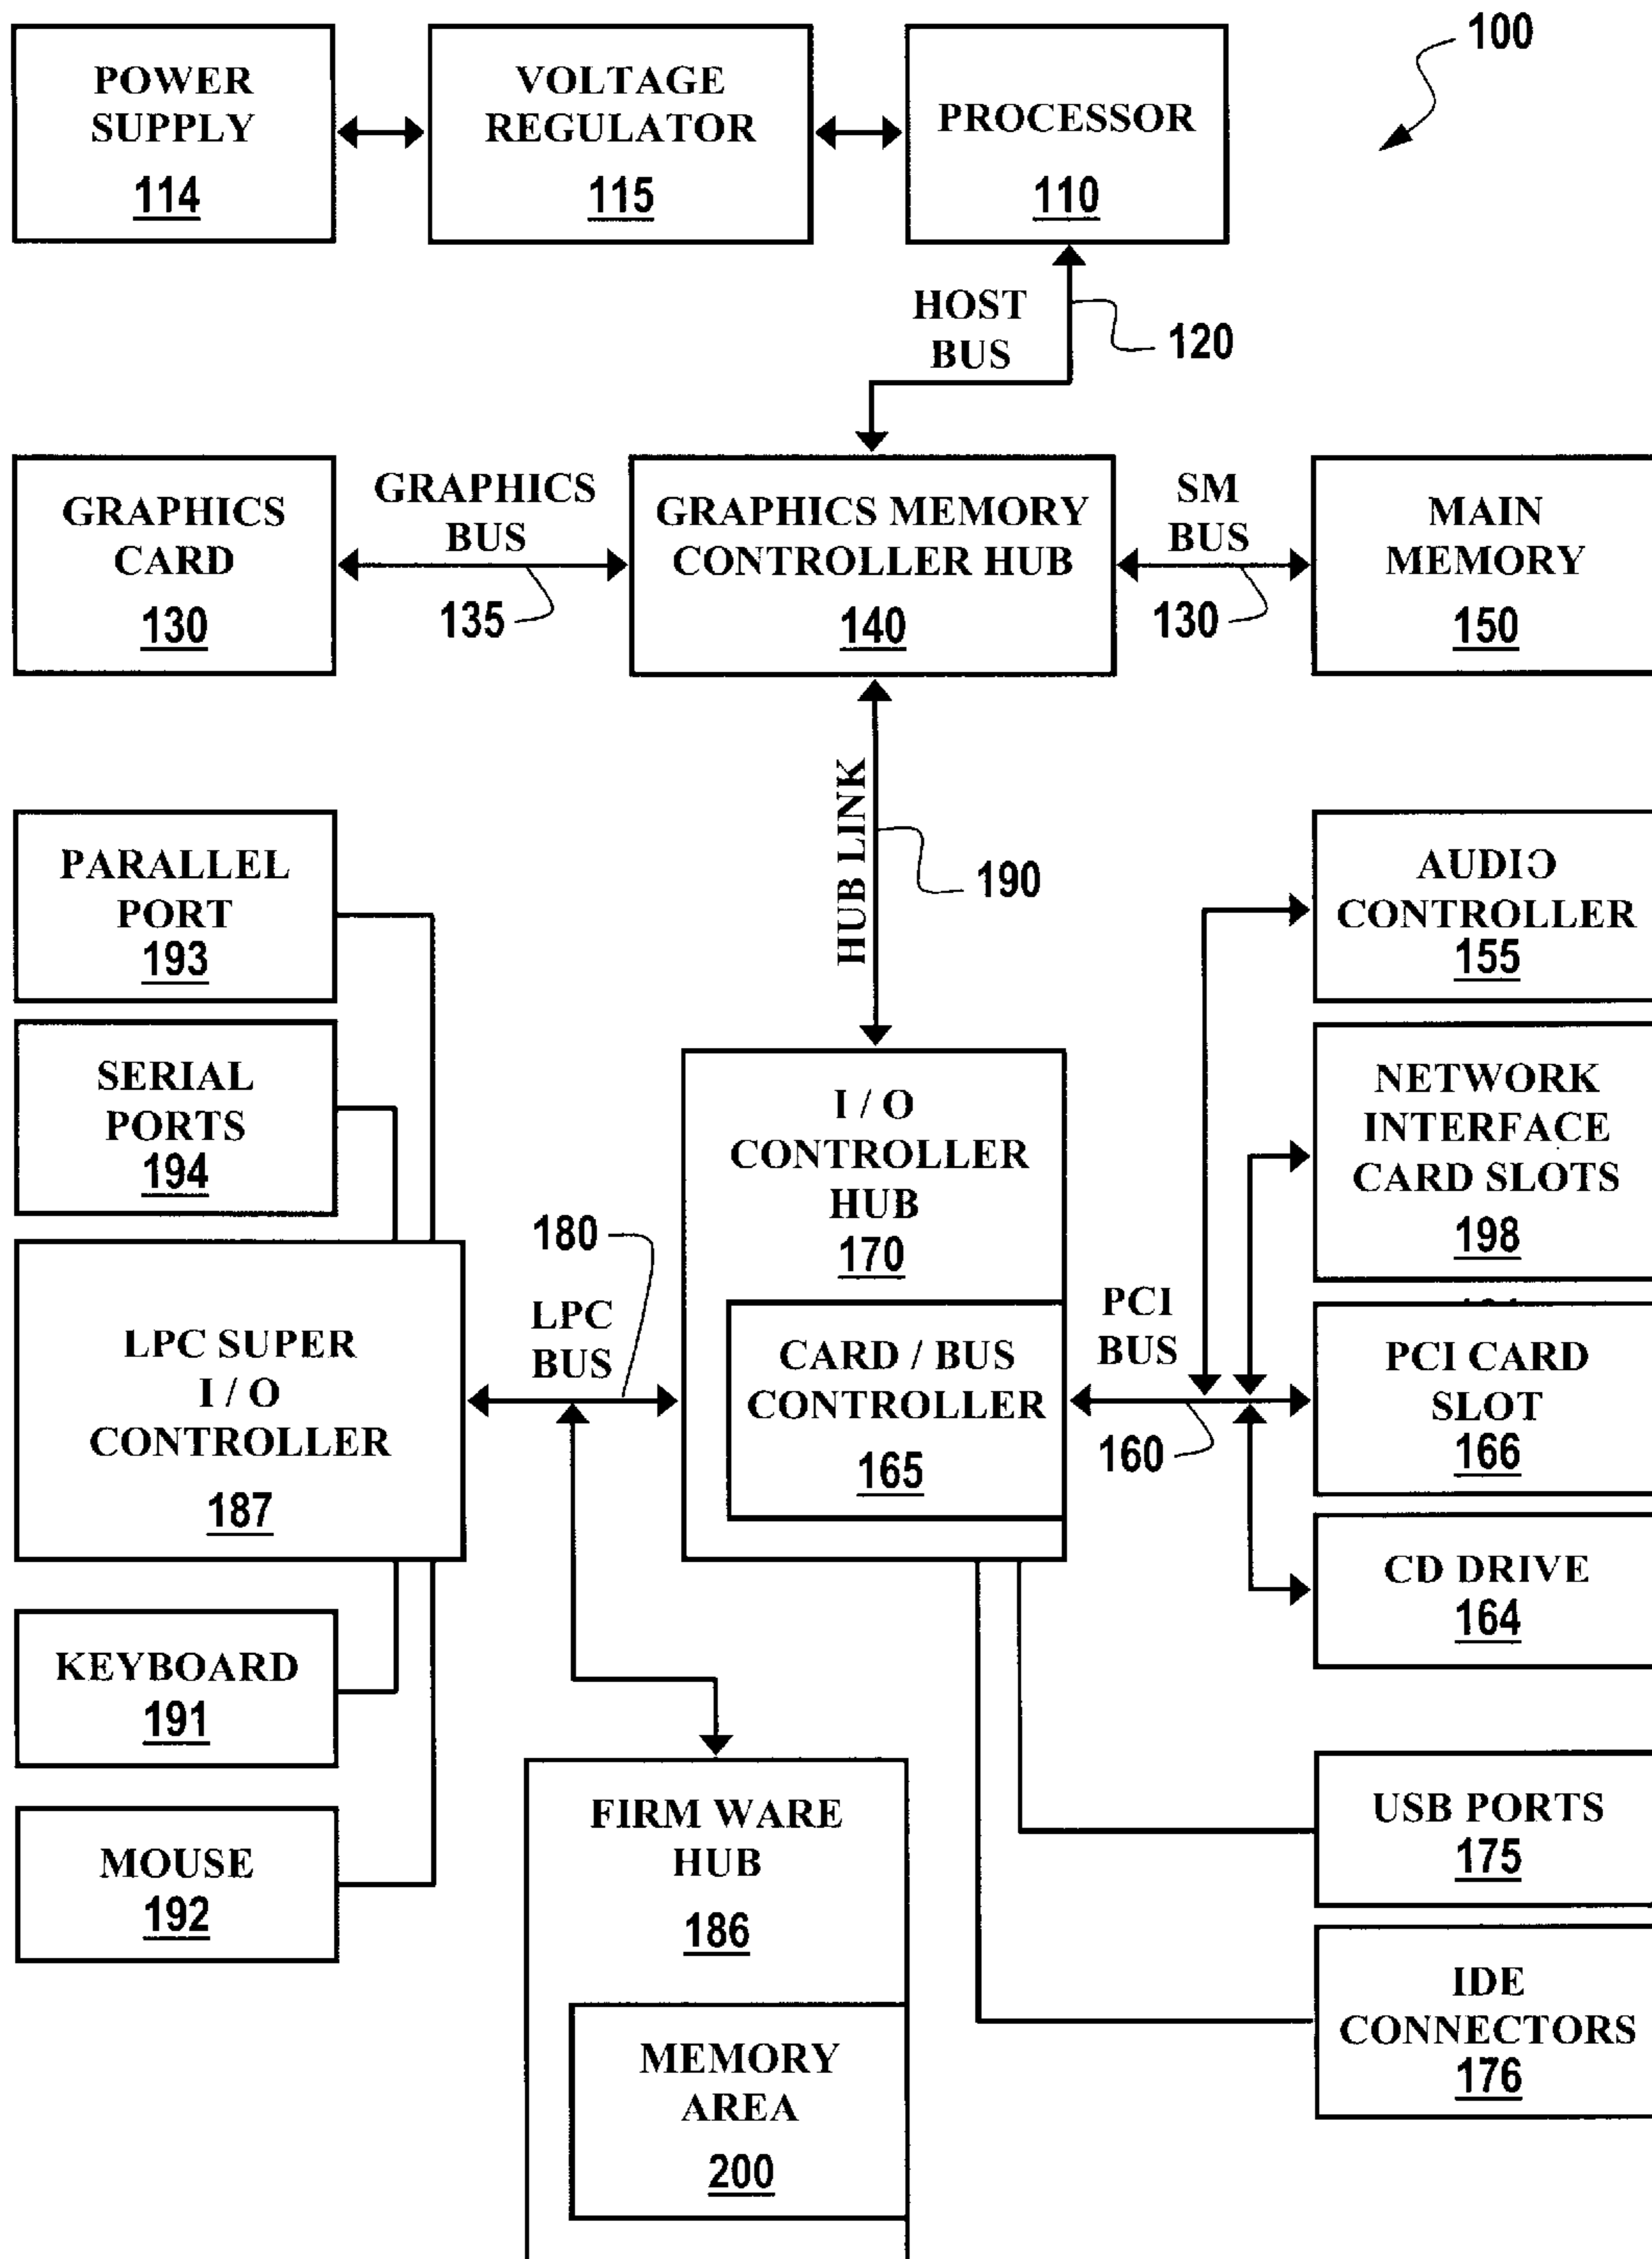 100
POWER
SUPPLY
114
VOLTAGE
REGULATOR
115
PROCESSOR
110
HOST
BUS
120
GRAPHICS
CARD
130
GRAPHICS
BUS
135
GRAPHICS MEMORY
CONTROLLER HUB
140
SM
BUS
130
MAIN
MEMORY
150
HUB LINK
190
PARALLEL
PORT
193
SERIAL
PORTS
194
LPC SUPER
I / O
CONTROLLER
187
KEYBOARD
191
MOUSE
192
180
LPC
BUS
I / O
CONTROLLER
HUB
170
CARD / BUS
CONTROLLER
165
PCI
BUS
160
AUDIO
CONTROLLER
155
NETWORK
INTERFACE
CARD SLOTS
198
PCI CARD
SLOT
166
CD DRIVE
164
USB PORTS
175
IDE
CONNECTORS
176
FIRM WARE
HUB
186
MEMORY
AREA
200